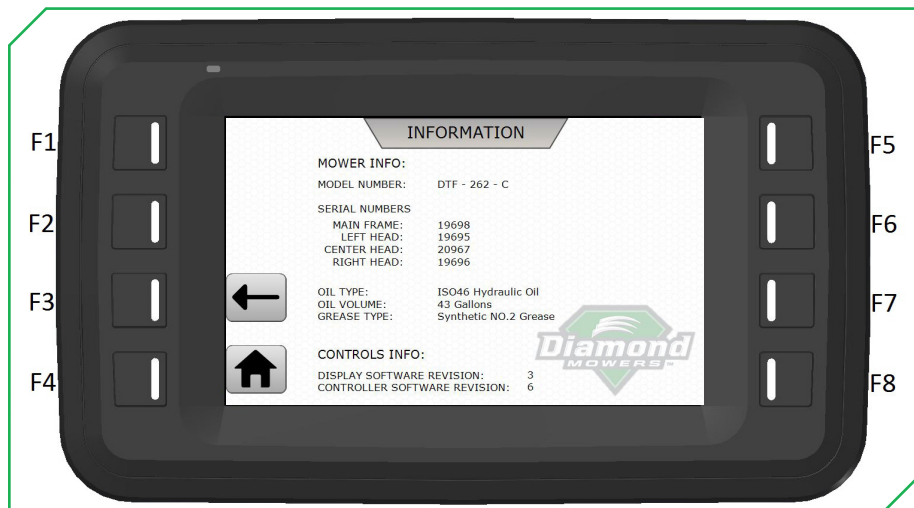 INFORMATION
F1
F5
MOWER INFO:
MODEL NUMBER: DTF - 262 - C
SERIAL NUMBERS
F2
F6
MAIN FRAME: 19698
LEFT HEAD: 19695
CENTER HEAD: 20967
RIGHT HEAD: 19696
F3
F7
OIL TYPE: ISO46 Hydraulic Oil
OIL VOLUME: 43 Gallons
GREASE TYPE: Synthetic NO.2 Grease
Diamond
MOWERS
CONTROLS INFO:
F4
F8
DISPLAY SOFTWARE REVISION: 3
CONTROLLER SOFTWARE REVISION: 6